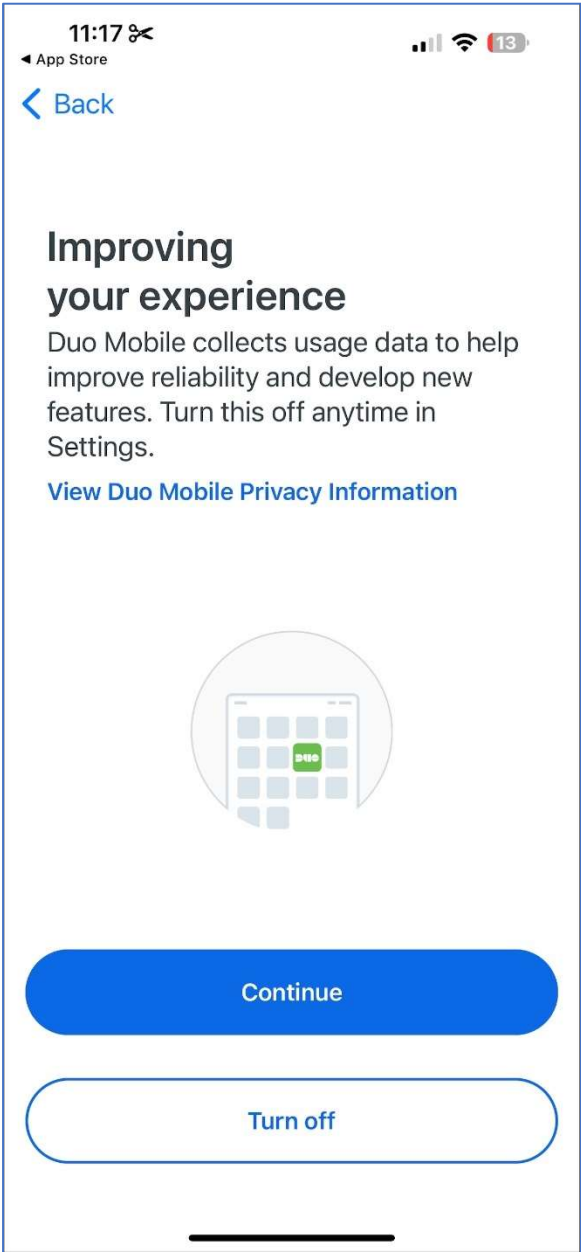 11:17
App Store
13
Back
Improving
your experience
Duo Mobile collects usage data to help
improve reliability and develop new
features. Turn this off anytime in
Settings.
View Duo Mobile Privacy Information
DUO
Continue
Turn off